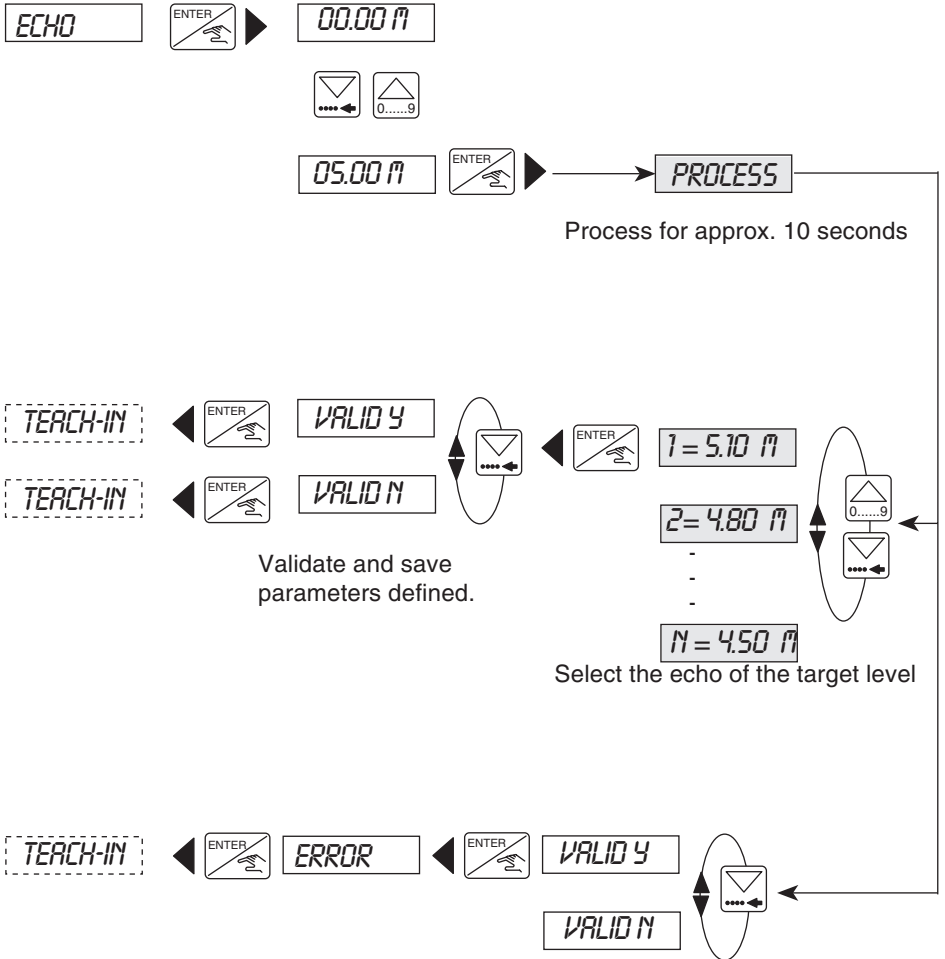 ECHO ENTER 00.00 M
•••• 0......9
05.00 M ENTER PROCESS
Process for approx. 10 seconds
TEACH-IN ENTER VALID Y ENTER 1 = 5.10 M
•••• 0......9
TEACH-IN ENTER VALID N 2= 4.80 M
••••
-
-
-
Validate and save
parameters defined.
N = 4.50 M
Select the echo of the target level
TEACH-IN ENTER ERROR ENTER VALID Y
••••
VALID N